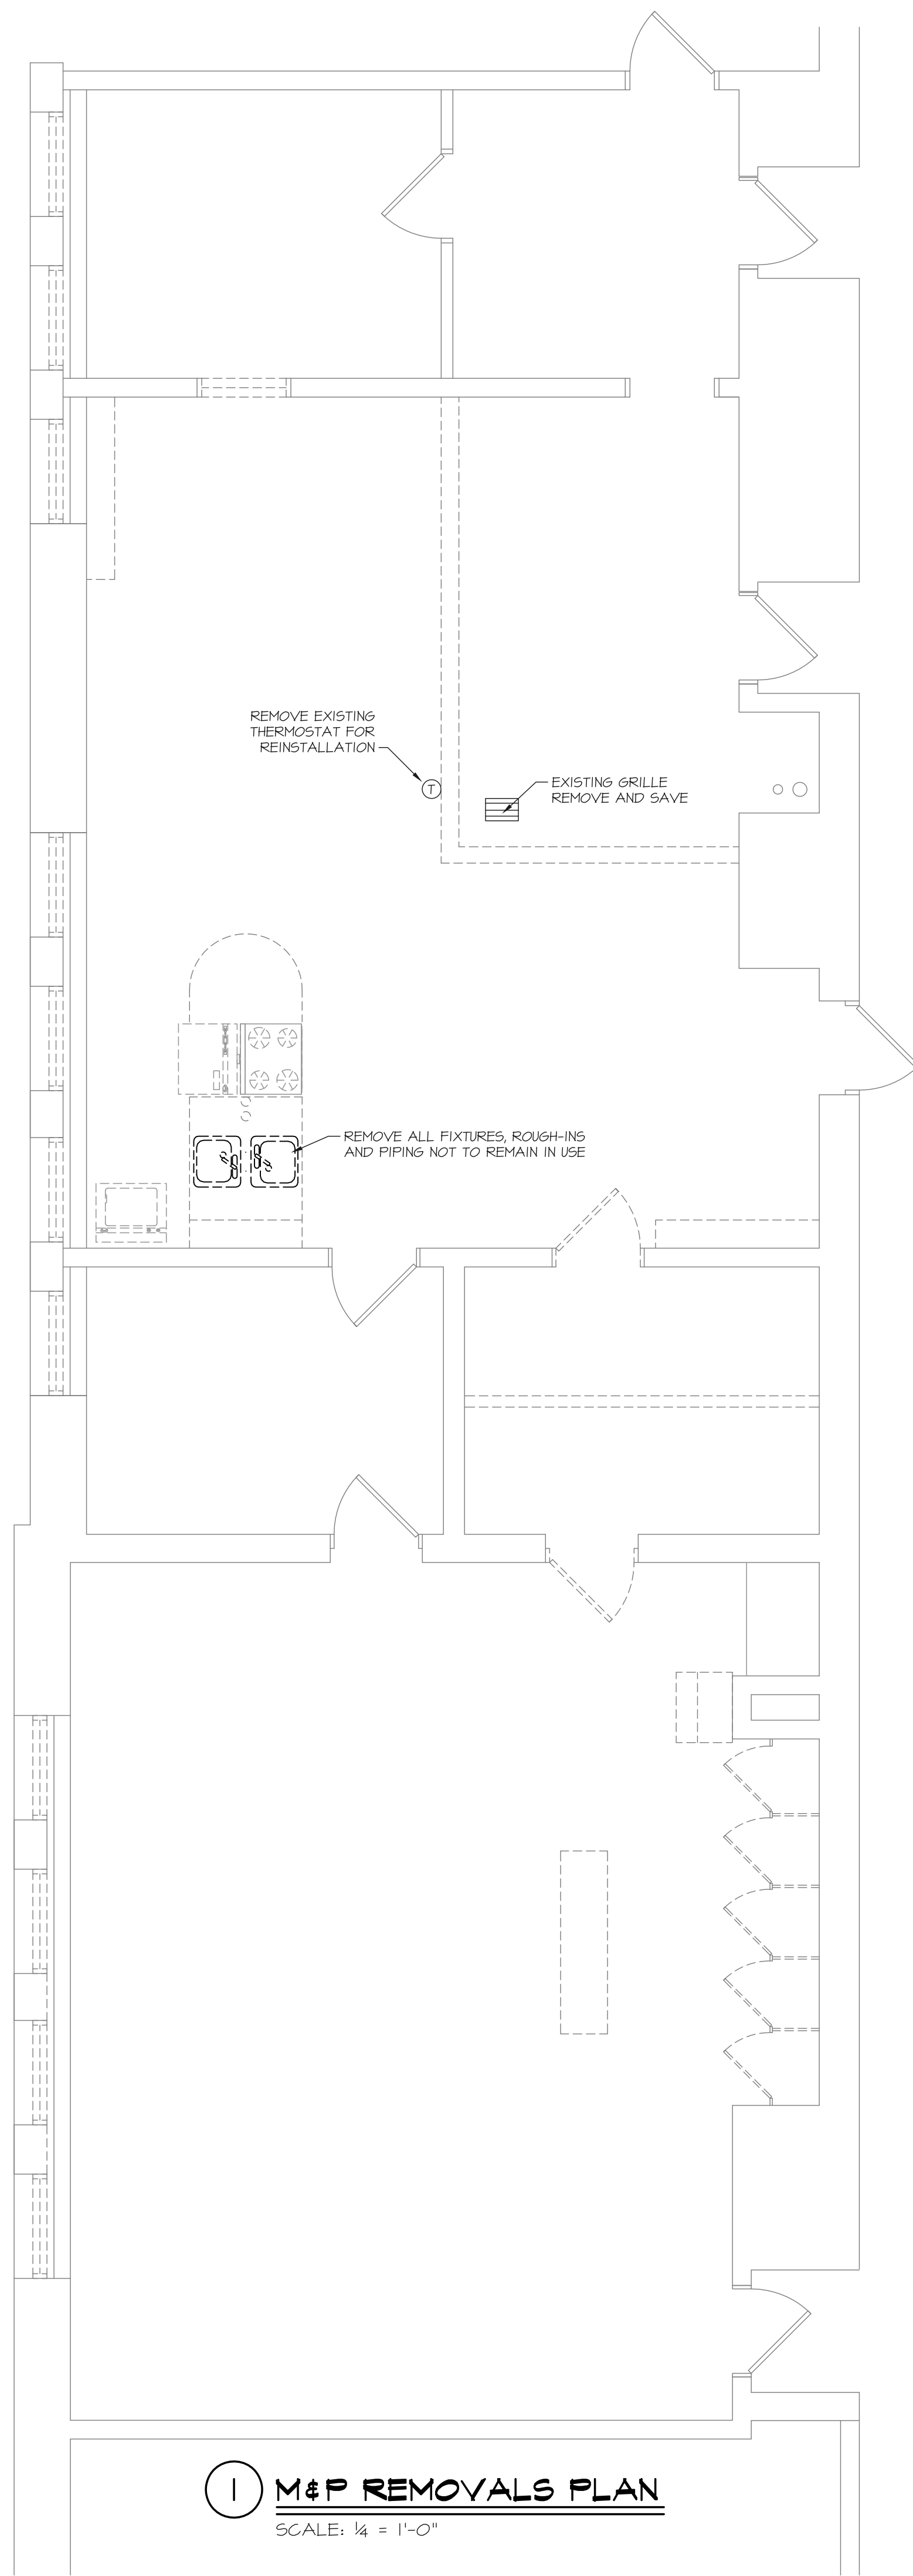 REMOVE EXISTING
THERMOSTAT FOR
REINSTALLATION
T
EXISTING GRILLE
REMOVE AND SAVE
REMOVE ALL FIXTURES, ROUGH-INS
AND PIPING NOT TO REMAIN IN USE
1 M&P REMOVALS PLAN
SCALE: ¼ = 1'-0"